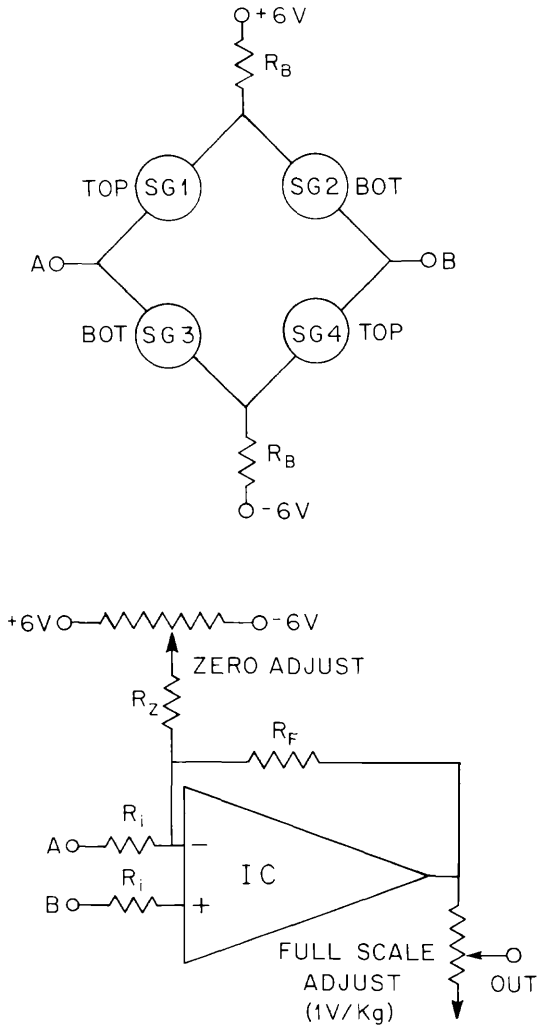 +6V
R_B
TOP SG1 SG2 BOT
A B
BOT SG3 SG4 TOP
R_B
-6V
+6V -6V
ZERO ADJUST
R_Z
R_F
R_i
A -
IC
R_i
B +
FULL SCALE
ADJUST OUT
(1V/Kg)